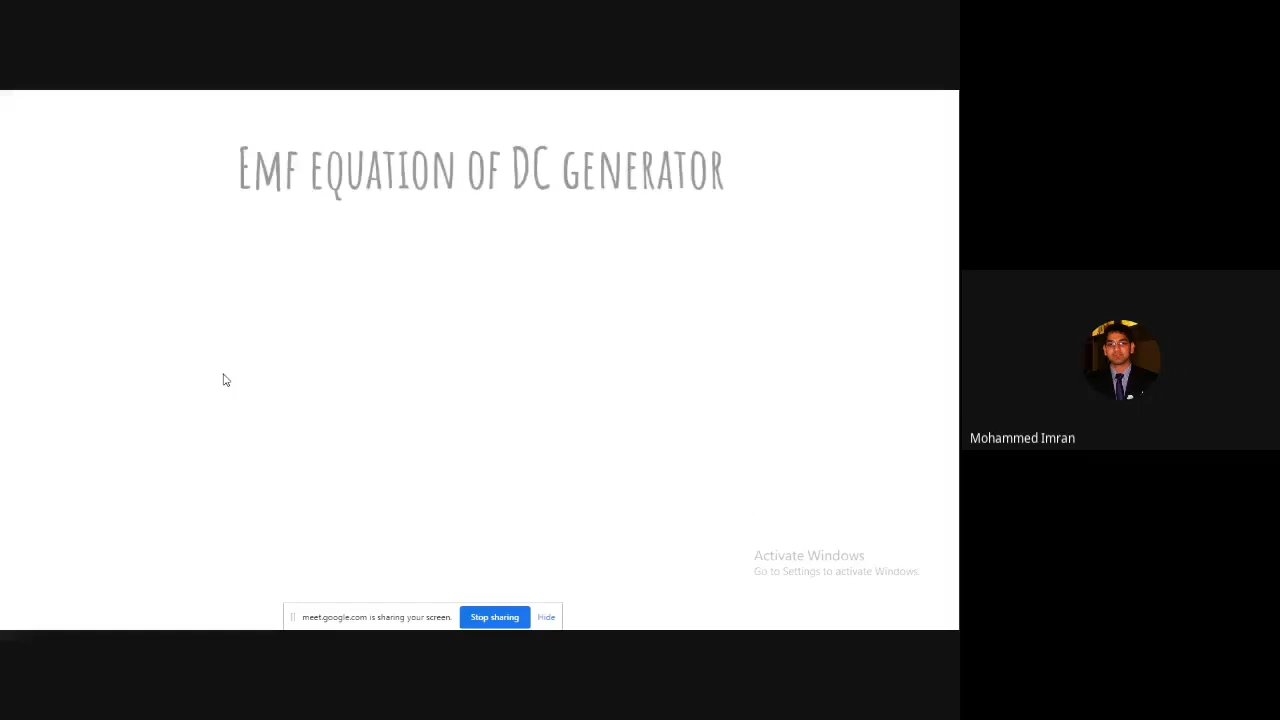 Emf equation of DC generator
Mohammed Imran
Activate Windows
Go to Settings to activate Windows.
meet.google.com is sharing your screen. Stop sharing Hide